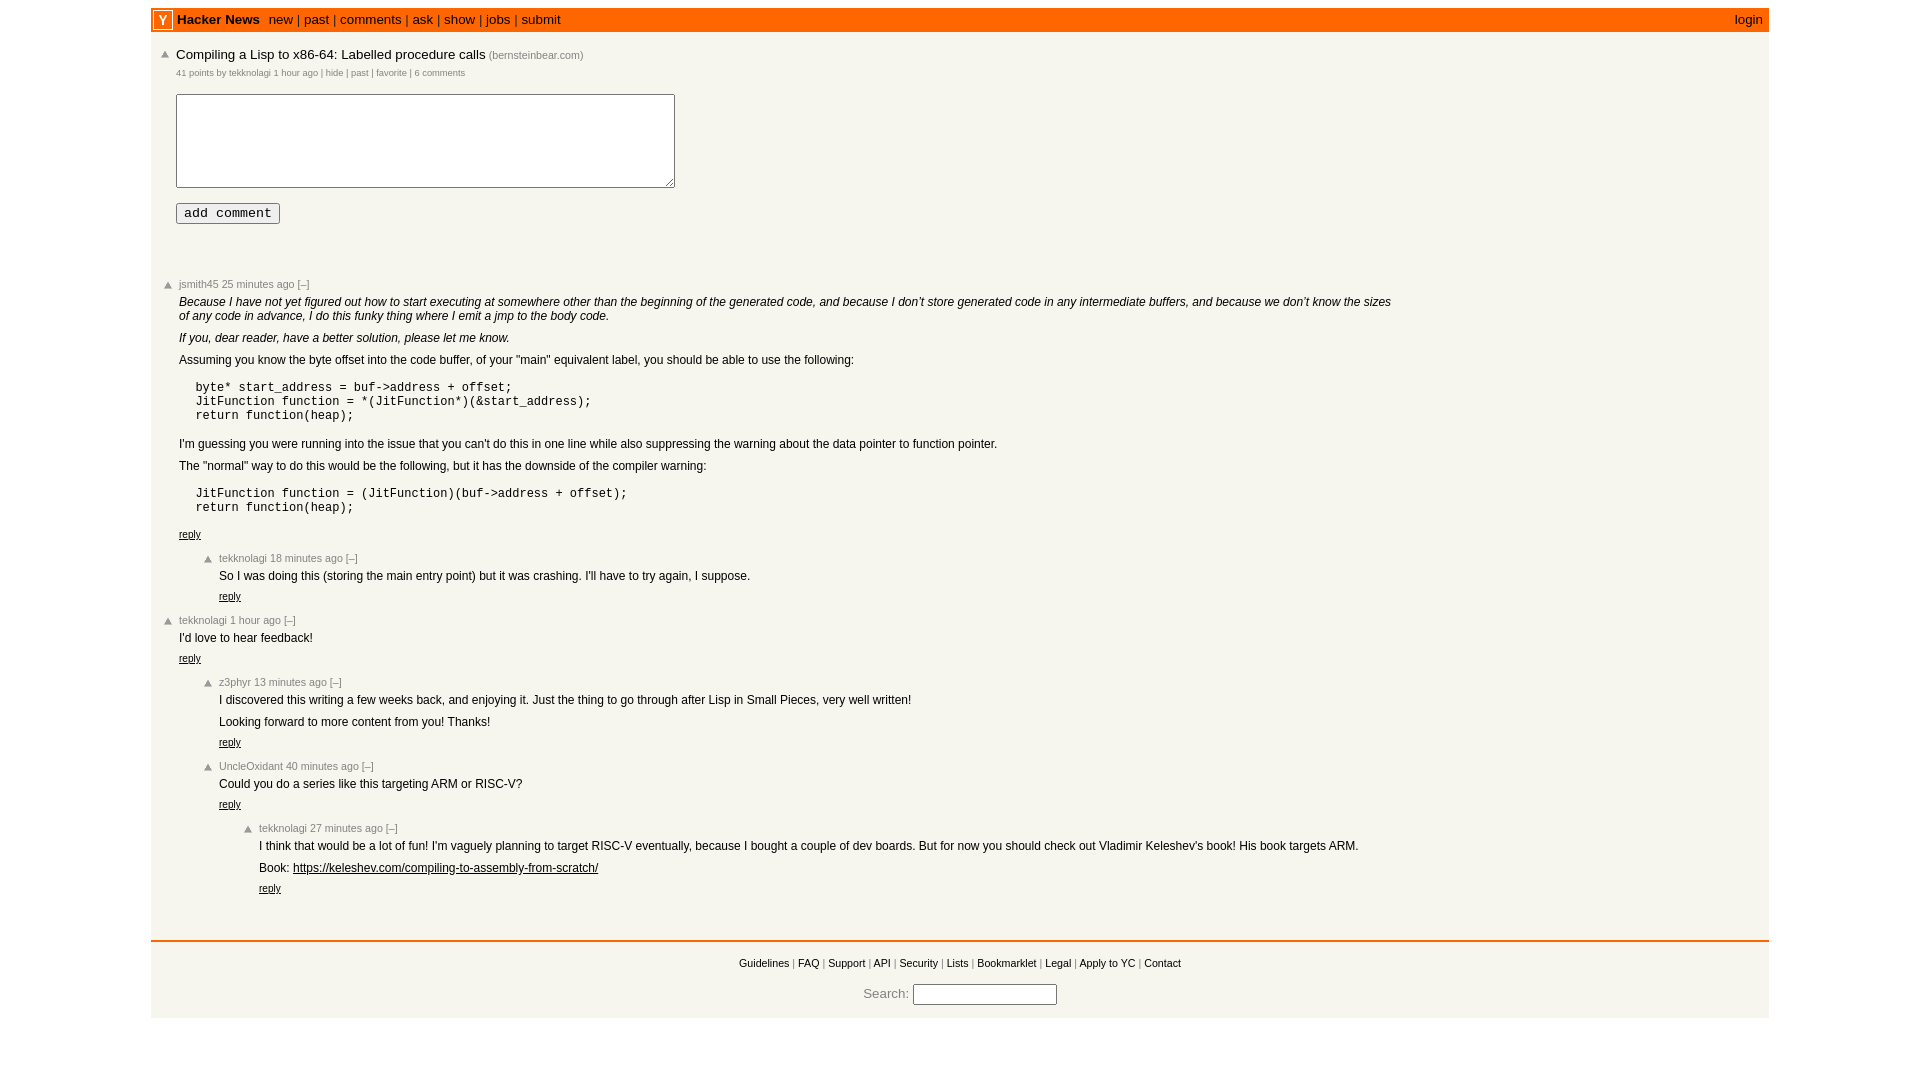 Y Hacker News new | past | comments | ask | show | jobs | submit login
Compiling a Lisp to x86-64: Labelled procedure calls (bernsteinbear.com)
41 points by tekknolagi 1 hour ago | hide | past | favorite | 6 comments
add comment
jsmith45 25 minutes ago [–]
Because I have not yet figured out how to start executing at somewhere other than the beginning of the generated code, and because I don’t store generated code in any intermediate buffers, and because we don’t know the sizes
of any code in advance, I do this funky thing where I emit a jmp to the body code.
If you, dear reader, have a better solution, please let me know.
Assuming you know the byte offset into the code buffer, of your "main" equivalent label, you should be able to use the following:
byte* start_address = buf->address + offset;
JitFunction function = *(JitFunction*)(&start_address);
return function(heap);
I'm guessing you were running into the issue that you can't do this in one line while also suppressing the warning about the data pointer to function pointer.
The "normal" way to do this would be the following, but it has the downside of the compiler warning:
JitFunction function = (JitFunction)(buf->address + offset);
return function(heap);
reply
tekknolagi 18 minutes ago [–]
So I was doing this (storing the main entry point) but it was crashing. I'll have to try again, I suppose.
reply
tekknolagi 1 hour ago [–]
I'd love to hear feedback!
reply
z3phyr 13 minutes ago [–]
I discovered this writing a few weeks back, and enjoying it. Just the thing to go through after Lisp in Small Pieces, very well written!
Looking forward to more content from you! Thanks!
reply
UncleOxidant 40 minutes ago [–]
Could you do a series like this targeting ARM or RISC-V?
reply
tekknolagi 27 minutes ago [–]
I think that would be a lot of fun! I'm vaguely planning to target RISC-V eventually, because I bought a couple of dev boards. But for now you should check out Vladimir Keleshev's book! His book targets ARM.
Book: https://keleshev.com/compiling-to-assembly-from-scratch/
reply
Guidelines | FAQ | Support | API | Security | Lists | Bookmarklet | Legal | Apply to YC | Contact
Search: